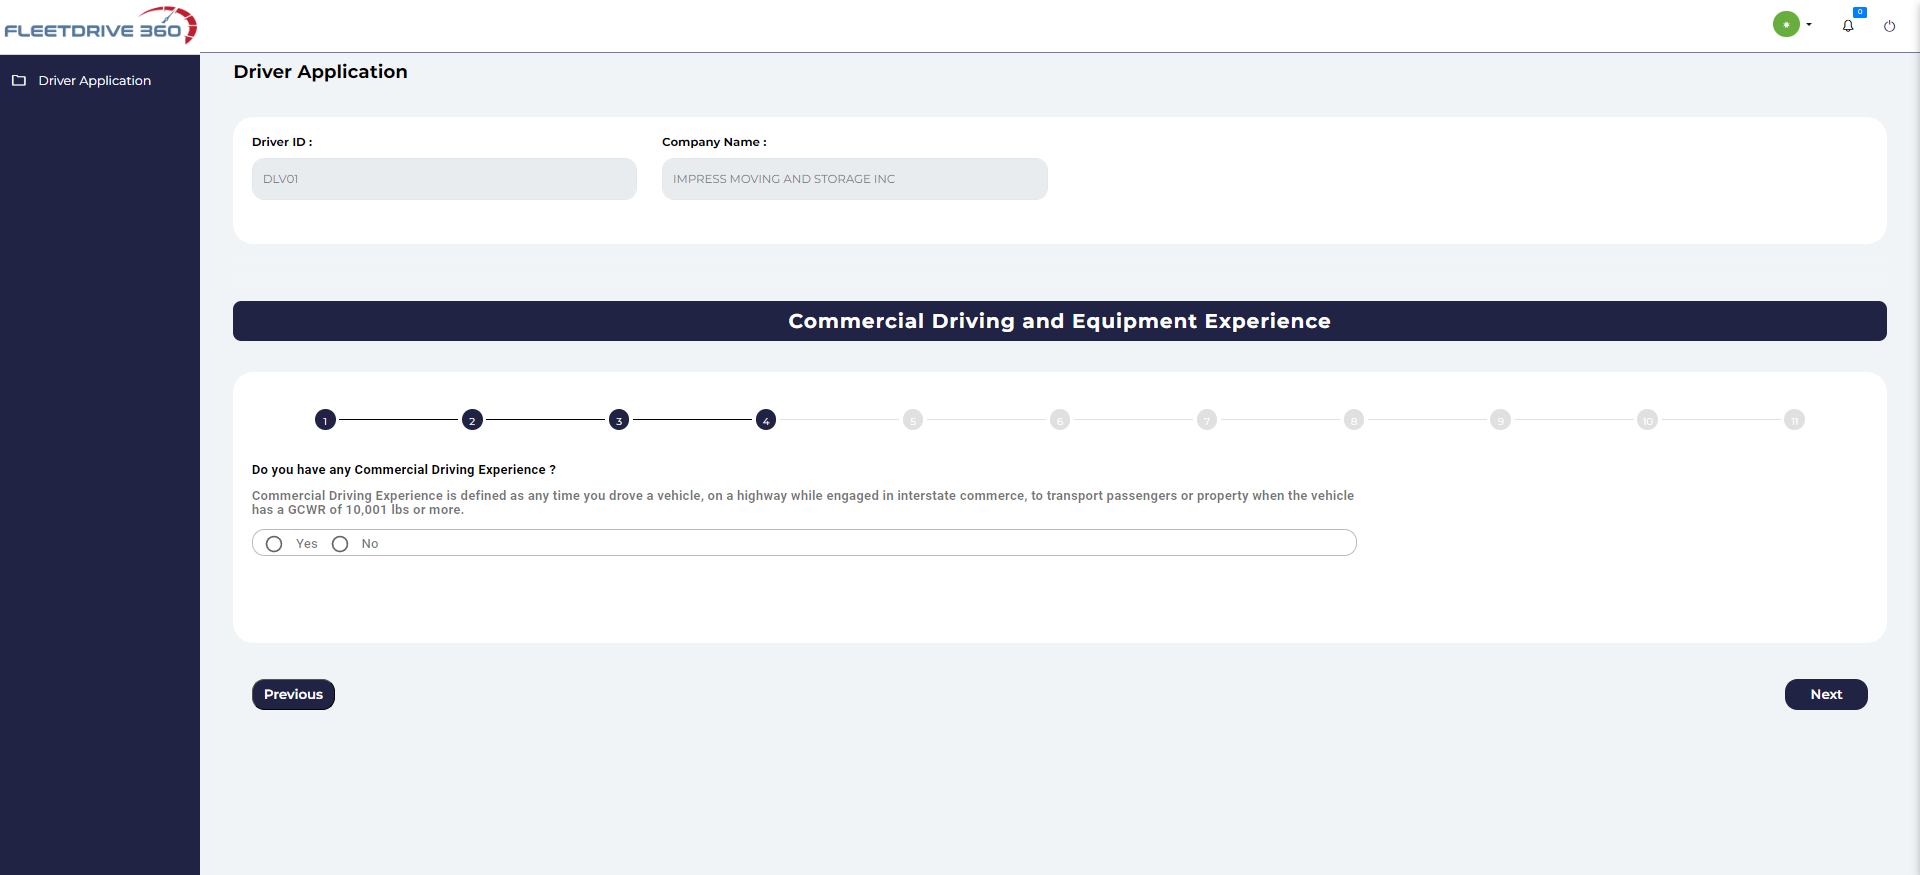 FLEETDRIVE 360
0
Driver Application
Driver Application
Driver ID :
Company Name :
DLV01
IMPRESS MOVING AND STORAGE INC
Commercial Driving and Equipment Experience
1 2 3 4 5 6 7 8 9 10 11
Do you have any Commercial Driving Experience ?
Commercial Driving Experience is defined as any time you drove a vehicle, on a highway while engaged in interstate commerce, to transport passengers or property when the vehicle
has a GCWR of 10,001 lbs or more.
Yes No
Previous
Next